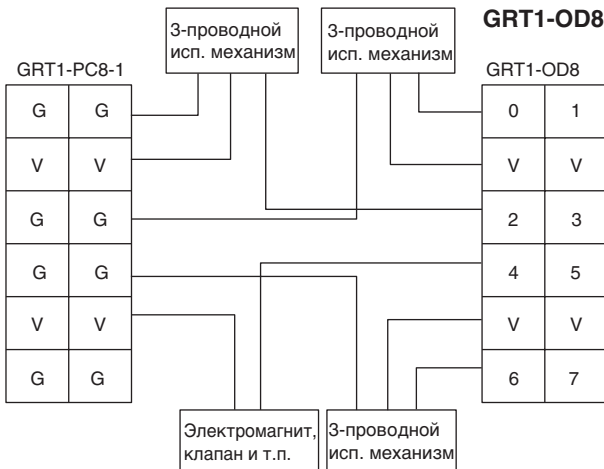 GRT1-OD8
3-проводной
исп. механизм
3-проводной
исп. механизм
GRT1-PC8-1
GRT1-OD8
G G
0 1
V V
V V
G G
2 3
G G
4 5
V V
V V
G G
6 7
Электромагнит,
клапан и т.п.
3-проводной
исп. механизм